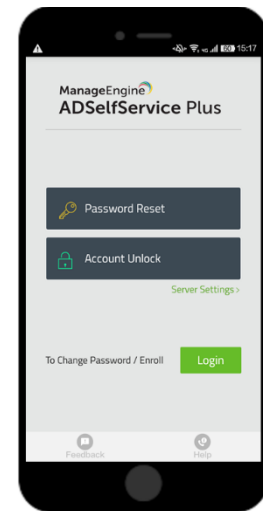 15:17
ManageEngine
ADSelfService Plus
Password Reset
Account Unlock
Server Settings >
To Change Password / Enroll Login
Feedback Help